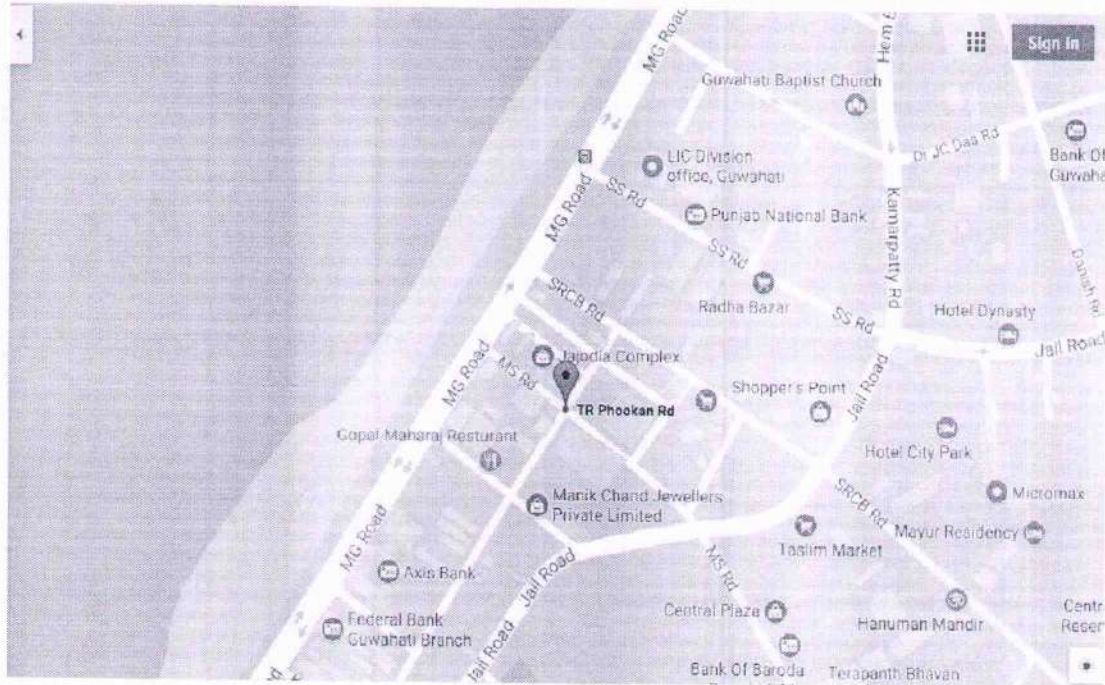 MG Road
Hem B
Sign in
Guwahati Baptist Church
Dr JC Das Rd
Bank Of
Guwaha
LIC Division
office, Guwahati
SS Rd
Punjab National Bank
MG Road
SS Rd
Kamarpatty Rd
Danish Rd
Radha Bazar
SS Rd
Hotel Dynasty
Jail Road
SRCB Rd
Jajodia Complex
MS Rd
MG Road
Shopper's Point
Jail Road
TR Phookan Rd
Gopal Maharaj Resturant
Hotel City Park
Manik Chand Jewellers
Private Limited
SRCB Rd
Micromax
Mayur Residency
MG Road
Taslim Market
MS Rd
Axis Bank
Jail Road
Central Plaza
Hanuman Mandir
Centr
Reser
Federal Bank
Guwahati Branch
Jail Road
Bank Of Baroda
Terapanth Bhavan